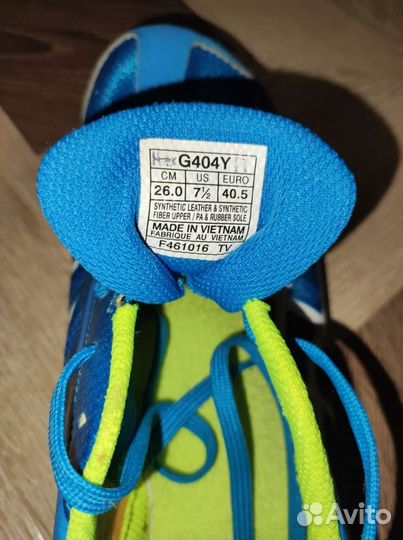 G404Y
CM US EURO
26.0 7½ 40.5
SYNTHETIC LEATHER & SYNTHETIC
FIBER UPPER / PA & RUBBER SOLE
MADE IN VIETNAM
FABRIQUE AU VIETNAM
F461016 TV
Avito